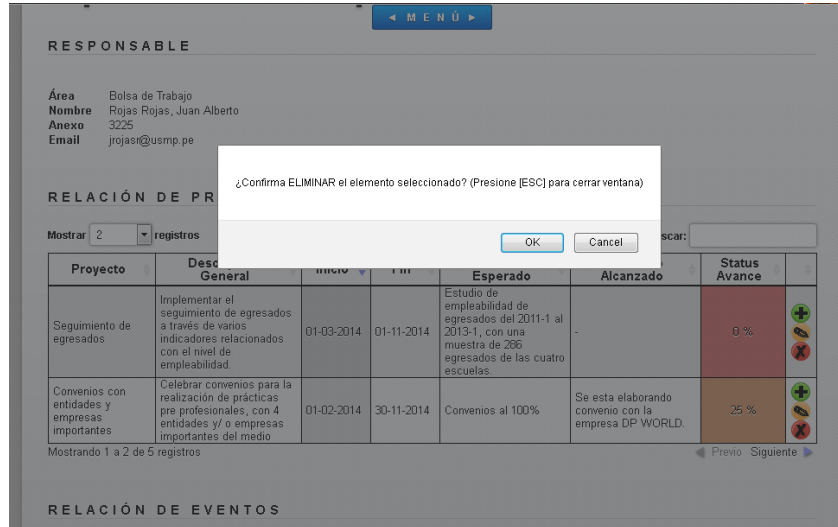 ◄ MENÚ ►
RESPONSABLE
Área Bolsa de Trabajo
Nombre Rojas Rojas, Juan Alberto
Anexo 3225
Email jrojasr@usmp.pe
¿Confirma ELIMINAR el elemento seleccionado? (Presione [ESC] para cerrar ventana)
OK Cancel
RELACIÓN DE PR
Mostrar 2 registros scar:
Proyecto
General
Inicio
Fin
Esperado
Alcanzado
Status
Avance
Seguimiento de
egresados
Implementar el
seguimiento de egresados
a través de varios
indicadores relacionados
con el nivel de
empleabilidad.
01-03-2014
01-11-2014
Estudio de
empleabilidad de
egresados del 2011-1 al
2013-1, con una
muestra de 286
egresados de las cuatro
escuelas.
-
0 %
Convenios con
entidades y
empresas
importantes
Celebrar convenios para la
realización de prácticas
pre profesionales, con 4
entidades y/ o empresas
importantes del medio
01-02-2014
30-11-2014
Convenios al 100%
Se esta elaborando
convenio con la
empresa DP WORLD.
25 %
Mostrando 1 a 2 de 5 registros
Previo Siguiente
RELACIÓN DE EVENTOS